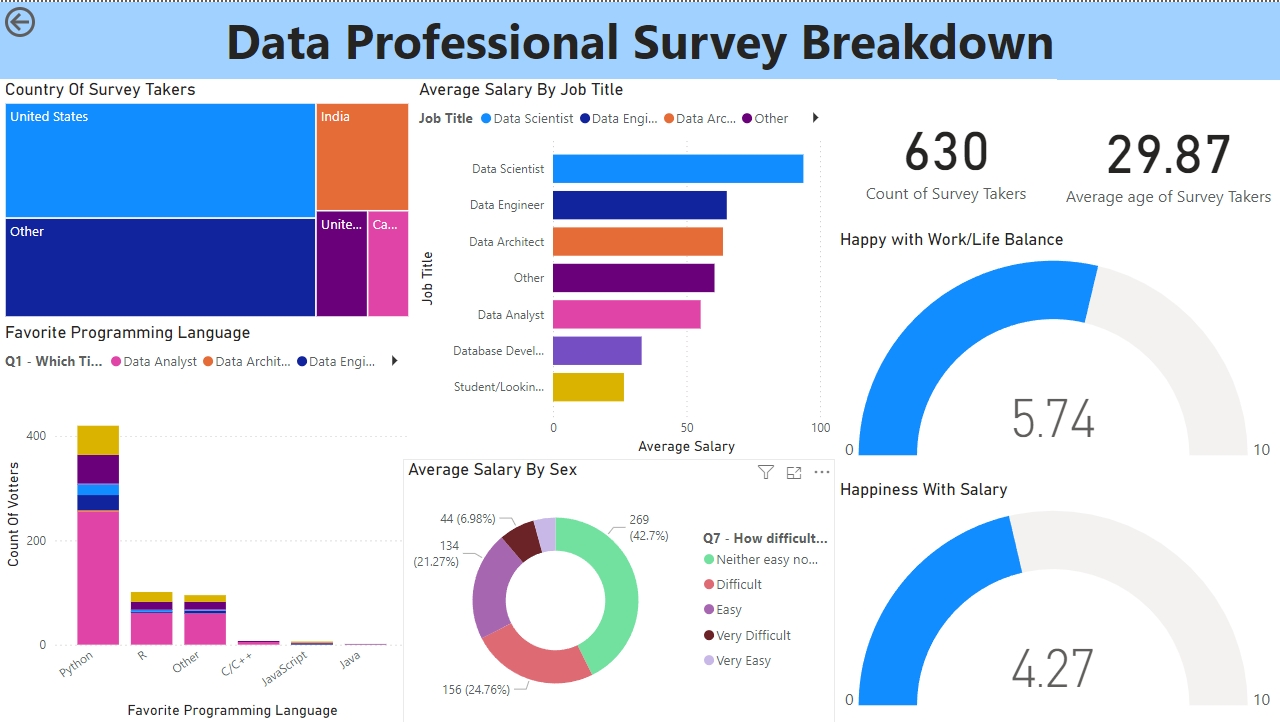 Data Professional Survey Breakdown
Country Of Survey Takers
United States
India
Other
Unite...
Ca...
Average Salary By Job Title
Job Title Data Scientist Data Engi... Data Arc... Other
Job Title
Data Scientist
Data Engineer
Data Architect
Other
Data Analyst
Database Devel...
Student/Lookin...
0 50 100
Average Salary
630
Count of Survey Takers
29.87
Average age of Survey Takers
Happy with Work/Life Balance
5.74
0 10
Favorite Programming Language
Q1 - Which Ti... Data Analyst Data Archit... Data Engi...
Count Of Votters
400
200
0
Python R Other C/C++ JavaScript Java
Favorite Programming Language
Average Salary By Sex
44 (6.98%)
134
(21.27%)
269
(42.7%)
156 (24.76%)
Q7 - How difficult...
Neither easy no...
Difficult
Easy
Very Difficult
Very Easy
Happiness With Salary
4.27
0 10